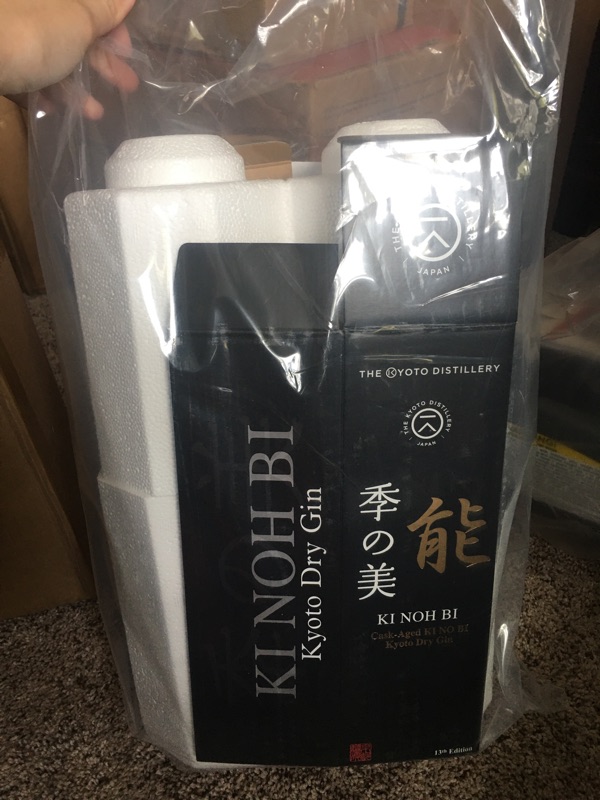 THE KYOTO
JAPAN
THE KYOTO DISTILLERY
THE KYOTO DISTILLERY
JAPAN
季の美
能
KI NOH BI
Cask-Aged KI NO BI
Kyoto Dry Gin
13th Edition
KI NOH BI
Kyoto Dry Gin